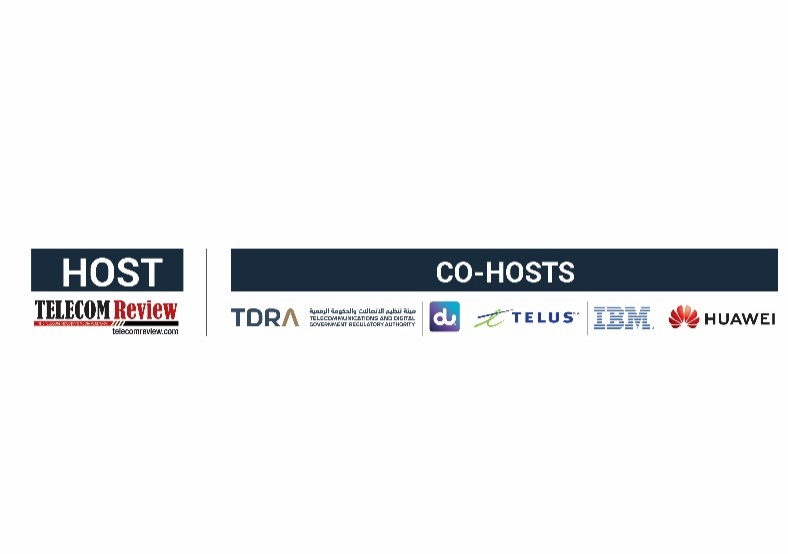 HOST
CO-HOSTS
TELECOM Review
telecomreview.com
TDRA
هيئة تنظيم الاتصالات والحكومة الرقمية
TELECOMMUNICATIONS AND DIGITAL
GOVERNMENT REGULATORY AUTHORITY
du
TELUS
IBM
HUAWEI